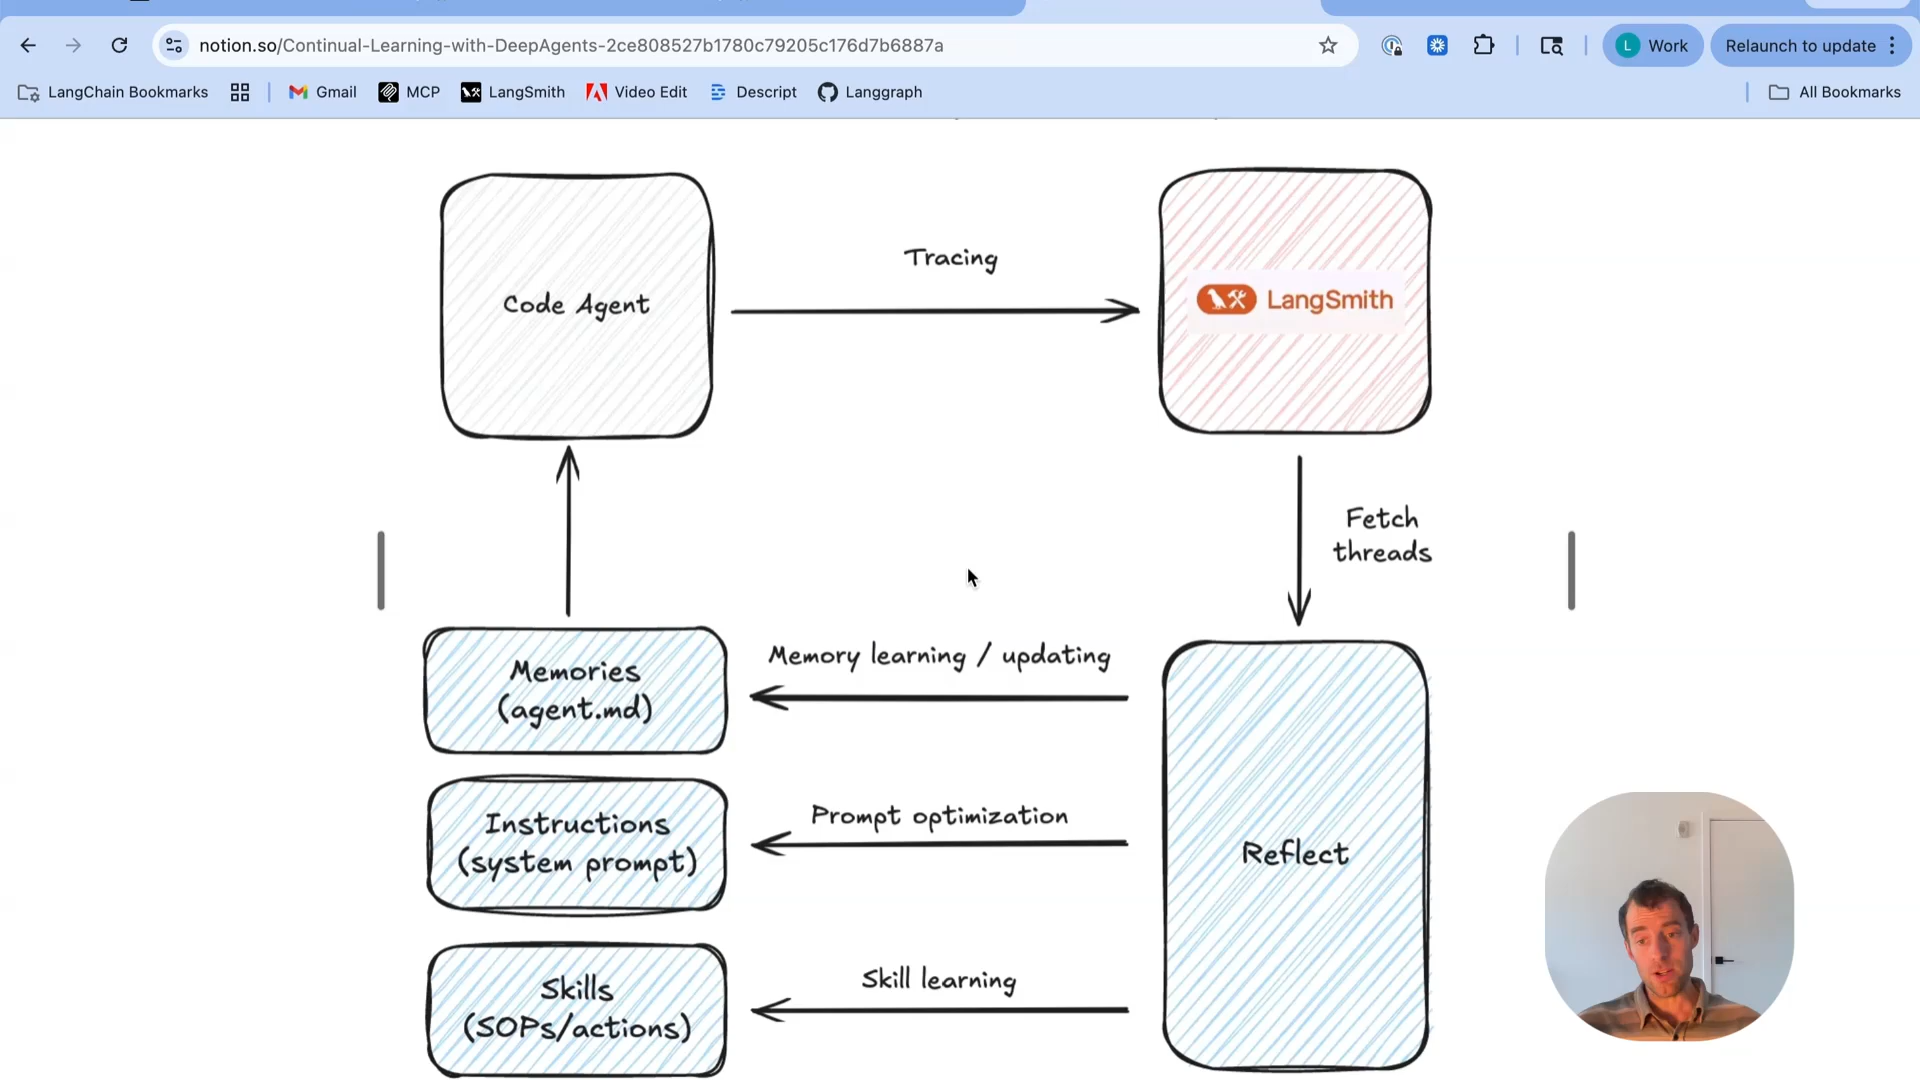 notion.so/Continual-Learning-with-DeepAgents-2ce808527b1780c79205c176d7b6887a
L Work
Relaunch to update
LangChain Bookmarks
Gmail
MCP
LangSmith
Video Edit
Descript
Langgraph
All Bookmarks
Code Agent
Tracing
LangSmith
Fetch
threads
Memories
(agent.md)
Memory learning / updating
Instructions
(system prompt)
Prompt optimization
Reflect
Skills
(SOPs/actions)
Skill learning